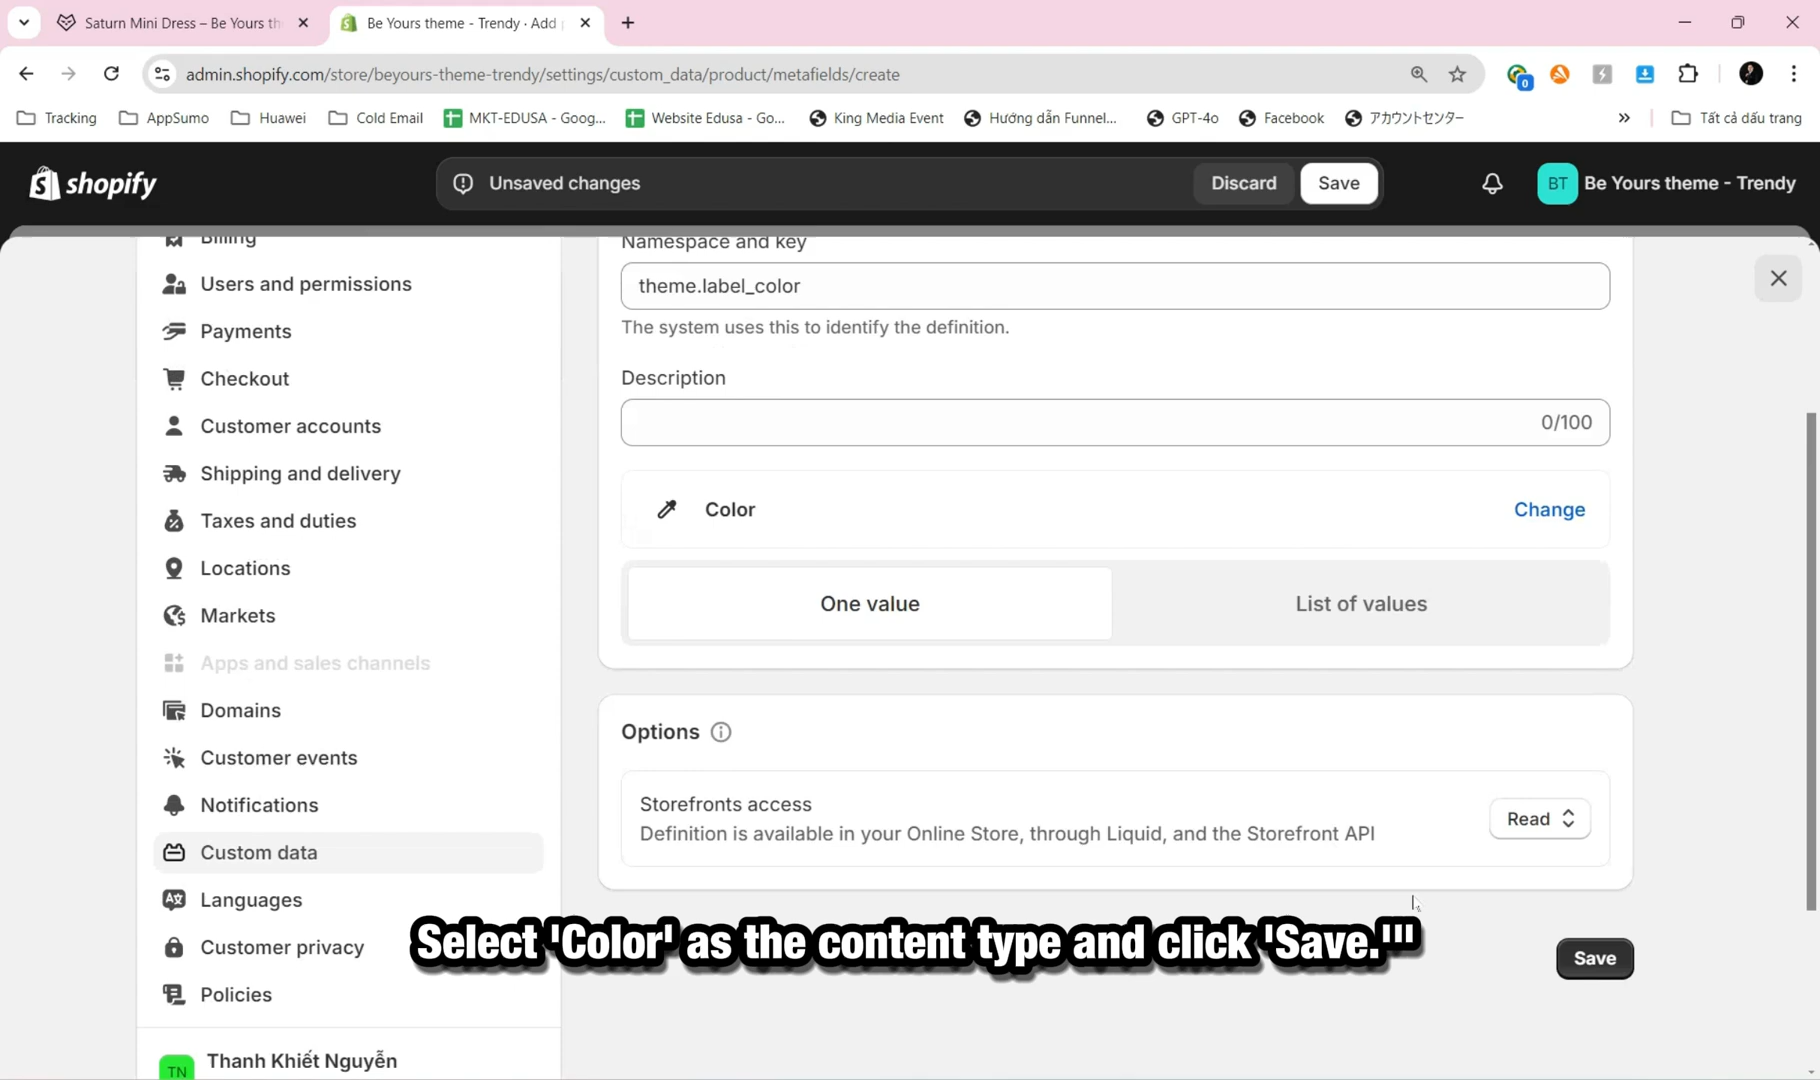 Saturn Mini Dress – Be Yours th
Be Yours theme - Trendy · Add
admin.shopify.com/store/beyours-theme-trendy/settings/custom_data/product/metafields/create
0
Tracking
AppSumo
Huawei
Cold Email
MKT-EDUSA - Goog...
Website Edusa - Go...
King Media Event
Hướng dẫn Funnel...
GPT-4o
Facebook
アカウントセンター
»
Tất cả dấu trang
shopify
Unsaved changes
Discard
Save
BT
Be Yours theme - Trendy
Billing
Users and permissions
Payments
Checkout
Customer accounts
Shipping and delivery
Taxes and duties
Locations
Markets
Apps and sales channels
Domains
Customer events
Notifications
Custom data
Languages
Customer privacy
Policies
TN
Thanh Khiết Nguyễn
Namespace and key
theme.label_color
The system uses this to identify the definition.
Description
0/100
Color
Change
One value
List of values
Options
Storefronts access
Definition is available in your Online Store, through Liquid, and the Storefront API
Read
Select 'Color' as the content type and click 'Save.'"
Save